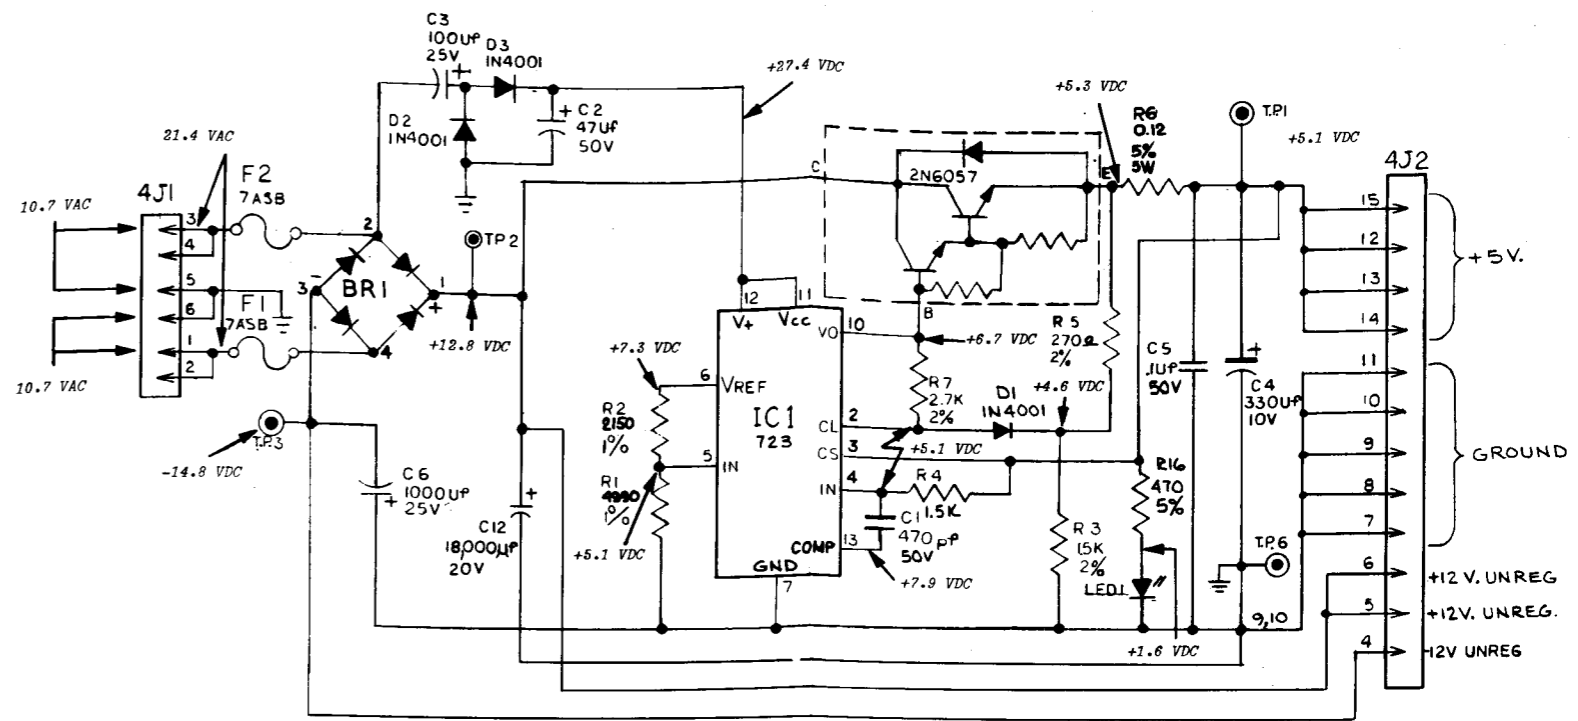 C3
100UF
25V
+
D3
1N4001
+27.4 VDC
+5.3 VDC
T.P.1
+5.1 VDC
R6
0.12
5%
5W
D2
1N4001
+ C2
47UF
50V
21.4 VAC
F2
7ASB
4J1
4J2
10.7 VAC
C
2N6057
E
3
4
5
6
1
2
F1
7ASB
10.7 VAC
2
3
-
BR1
1
+
4
T.P.2
+12.8 VDC
12
11
V+
VCC
VO
10
B
+6.7 VDC
R5
270Ω
2%
C5
.1UF
50V
+
C4
330UF
10V
15
12
13
14
+5V.
11
10
9
8
7
GROUND
+7.3 VDC
6
VREF
R2
2150
1%
IC1
723
R7
2.7K
2%
D1
1N4001
+4.6 VDC
CL
2
CS
3
+5.1 VDC
5
IN
IN
4
R4
1.5K
R1
4990
1%
+5.1 VDC
R16
470
5%
T.P.3
-14.8 VDC
C6
1000UF
+ 25V
+
C12
18,000μF
20V
C1
470PF
50V
COMP
13
+7.9 VDC
GND
7
R3
15K
2%
LED1
+1.6 VDC
T.P.6
9,10
6
+12V. UNREG
5
+12V. UNREG.
4
-12V UNREG